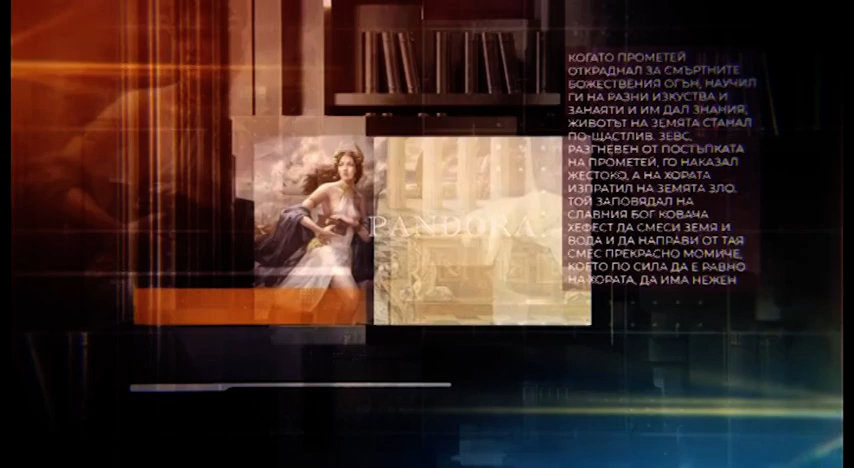 PANDORA.
КОГАТО ПРОМЕТЕЙ
ОТКРАДНАЛ ЗА СМЪРТНИТЕ
БОЖЕСТВЕНИЯ ОГЪН, НАУЧИЛ
ГИ НА РАЗНИ ИЗКУСТВА И
ЗАНАЯТИ И ИМ ДАЛ ЗНАНИЯ,
ЖИВОТЪТ НА ЗЕМЯТА СТАНАЛ
ПО-ЩАСТЛИВ. ЗЕВС,
РАЗГНЕВЕН ОТ ПОСТЪПКАТА
НА ПРОМЕТЕЙ, ГО НАКАЗАЛ
ЖЕСТОКО, А НА ХОРАТА
ИЗПРАТИЛ НА ЗЕМЯТА ЗЛО.
ТОЙ ЗАПОВЯДАЛ НА
СЛАВНИЯ БОГ КОВАЧА
ХЕФЕСТ ДА СМЕСИ ЗЕМЯ И
ВОДА И ДА НАПРАВИ ОТ ТАЯ
СМЕС ПРЕКРАСНО МОМИЧЕ,
КОЕТО ПО СИЛА ДА Е РАВНО
НА ХОРАТА, ДА ИМА НЕЖЕН